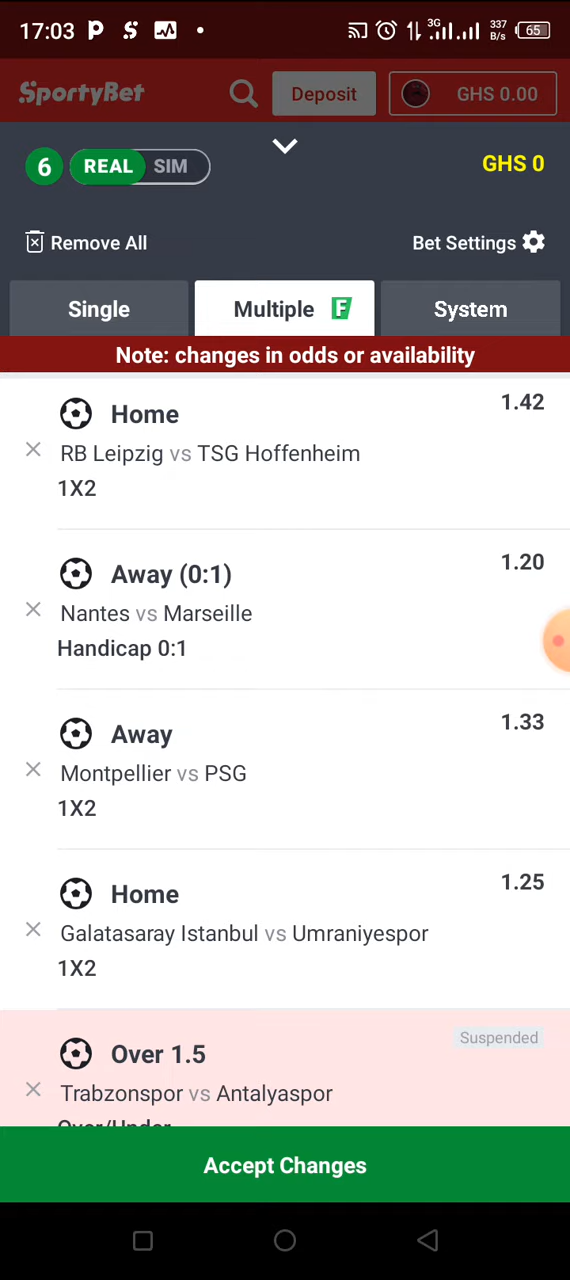 17:03
3G
337
B/s
65
SportyBet
Deposit
GHS 0.00
6
REAL
SIM
GHS 0
Remove All
Bet Settings
Single
Multiple F
System
Note: changes in odds or availability
Home
1.42
RB Leipzig vs TSG Hoffenheim
1X2
Away (0:1)
1.20
Nantes vs Marseille
Handicap 0:1
Away
1.33
Montpellier vs PSG
1X2
Home
1.25
Galatasaray Istanbul vs Umraniyespor
1X2
Over 1.5
Suspended
Trabzonspor vs Antalyaspor
Over/Under
Accept Changes